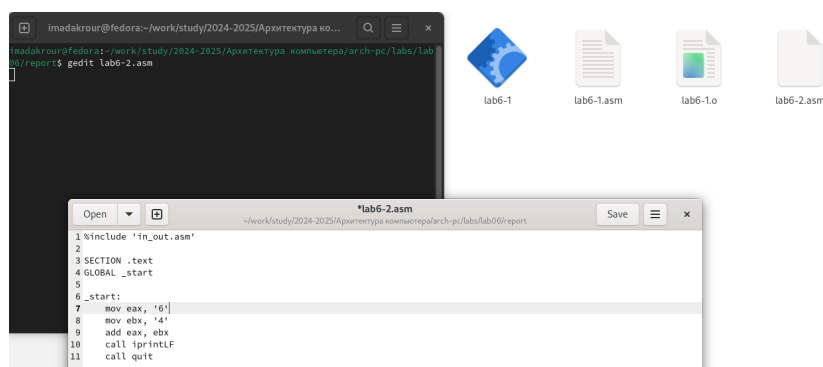 imadakrour@fedora:~/work/study/2024-2025/Архитектура ко...
imadakrour@fedora:~/work/study/2024-2025/Архитектура компьютера/arch-pc/labs/lab
06/report$ gedit lab6-2.asm
lab6-1
lab6-1.asm
lab6-1.o
lab6-2.asm
Open
*lab6-2.asm
~/work/study/2024-2025/Архитектура компьютера/arch-pc/labs/lab06/report
Save
1 %include 'in_out.asm'
2
3 SECTION .text
4 GLOBAL _start
5
6 _start:
7     mov eax, '6'
8     mov ebx, '4'
9     add eax, ebx
10     call iprintLF
11     call quit